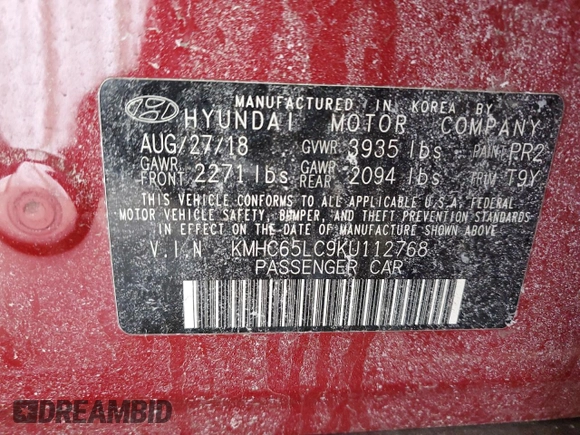 MANUFACTURED IN KOREA BY
HYUNDAI MOTOR COMPANY
AUG/27/18 GVWR 3935 lbs PAINT PR2
GAWR FRONT 2271 lbs GAWR REAR 2094 lbs TRIM T9Y
THIS VEHICLE CONFORMS TO ALL APPLICABLE U.S.A. FEDERAL
MOTOR VEHICLE SAFETY, BUMPER, AND THEFT PREVENTION STANDARDS
IN EFFECT ON THE DATE OF MANUFACTURE SHOWN ABOVE.
V.I.N KMHC65LC9KU112768
PASSENGER CAR
DREAMBID